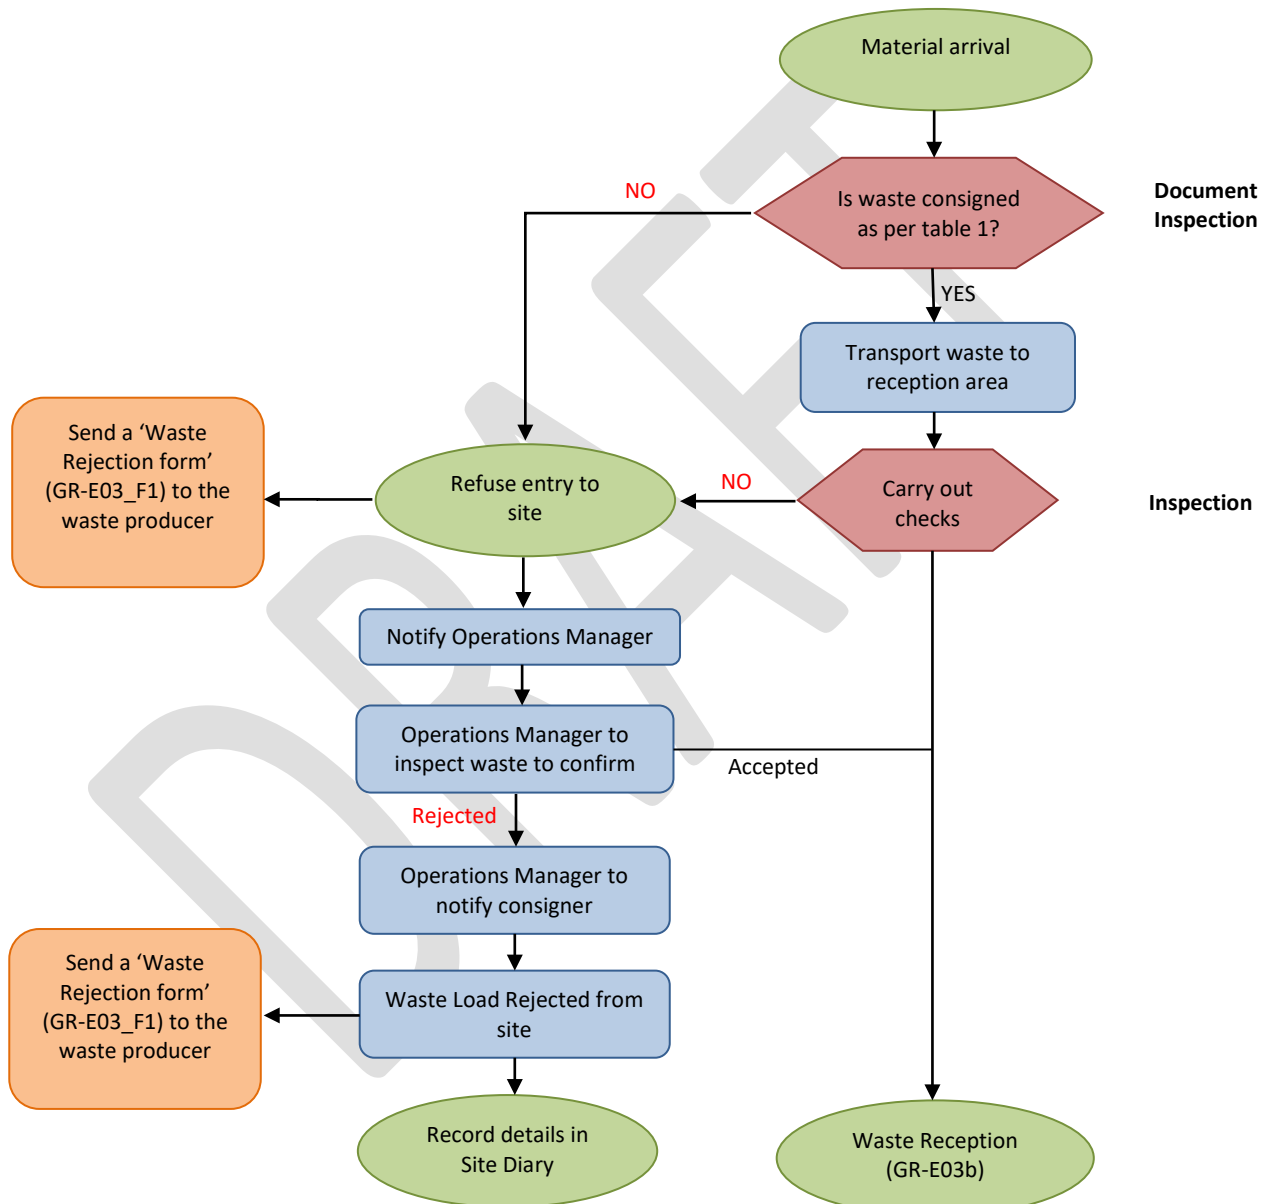 Material arrival
NO
Is waste consigned
as per table 1?
Document
Inspection
YES
Transport waste to
reception area
Send a ‘Waste
Rejection form’
(GR-E03_F1) to the
waste producer
Refuse entry to
site
NO
Carry out
checks
Inspection
Notify Operations Manager
Operations Manager to
inspect waste to confirm
Accepted
Rejected
Operations Manager to
notify consigner
Send a ‘Waste
Rejection form’
(GR-E03_F1) to the
waste producer
Waste Load Rejected from
site
Record details in
Site Diary
Waste Reception
(GR-E03b)
DRAFT